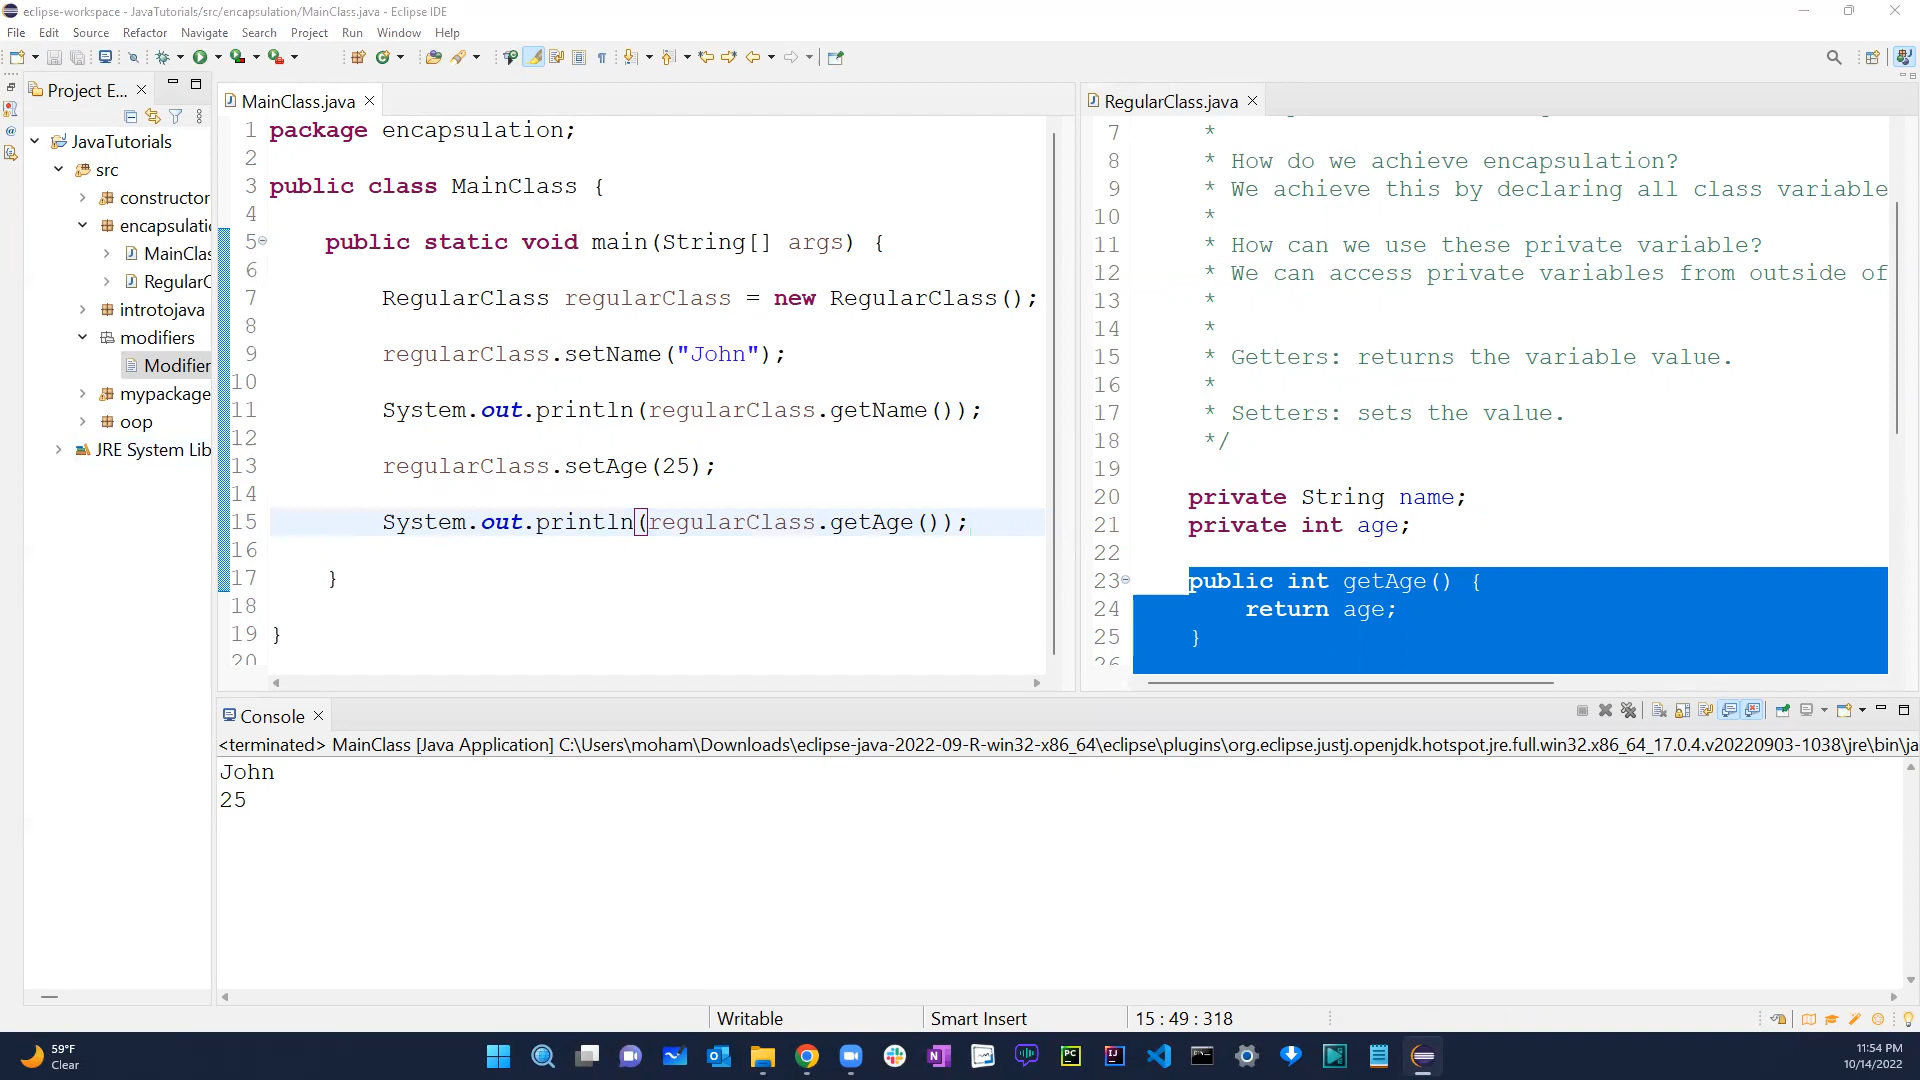 eclipse-workspace - JavaTutorials/src/encapsulation/MainClass.java - Eclipse IDE
File Edit Source Refactor Navigate Search Project Run Window Help
Project E...
JavaTutorials
src
constructor
encapsulatio
MainClas
RegularC
introtojava
modifiers
Modifier
mypackage
oop
JRE System Lib
MainClass.java
1 package encapsulation;
2
3 public class MainClass {
4
5 public static void main(String[] args) {
6
7 RegularClass regularClass = new RegularClass();
8
9 regularClass.setName("John");
10
11 System.out.println(regularClass.getName());
12
13 regularClass.setAge(25);
14
15 System.out.println(regularClass.getAge());
16
17 }
18
19 }
20
RegularClass.java
7 *
8 * How do we achieve encapsulation?
9 * We achieve this by declaring all class variable
10 *
11 * How can we use these private variable?
12 * We can access private variables from outside of
13 *
14 *
15 * Getters: returns the variable value.
16 *
17 * Setters: sets the value.
18 */
19
20 private String name;
21 private int age;
22
23 public int getAge() {
24 return age;
25 }
26
Console
<terminated> MainClass [Java Application] C:\Users\moham\Downloads\eclipse-java-2022-09-R-win32-x86_64\eclipse\plugins\org.eclipse.justj.openjdk.hotspot.jre.full.win32.x86_64_17.0.4.v20220903-1038\jre\bin\ja
John
25
Writable Smart Insert 15 : 49 : 318
59°F
Clear
11:54 PM
10/14/2022